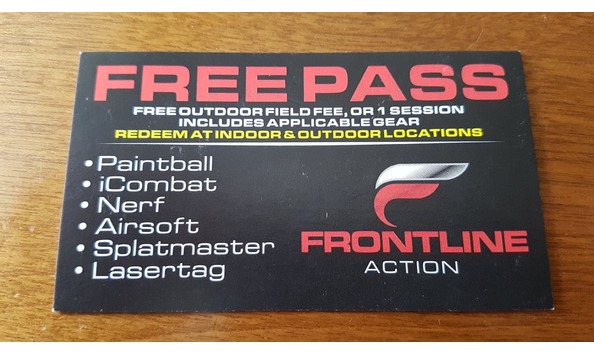 FREE PASS
FREE OUTDOOR FIELD FEE, OR 1 SESSION
INCLUDES APPLICABLE GEAR
REDEEM AT INDOOR & OUTDOOR LOCATIONS
• Paintball
• iCombat
• Nerf
• Airsoft
• Splatmaster
• Lasertag
FRONTLINE
ACTION